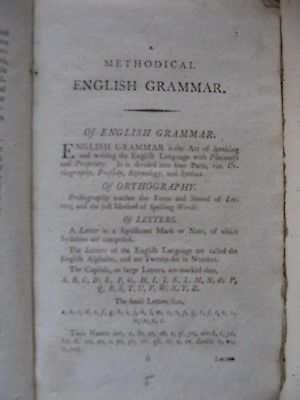 A
METHODICAL
ENGLISH GRAMMAR.
Of ENGLISH GRAMMAR.
ENGLISH GRAMMAR is the Art of speaking
and writing the English Language with
and Propriety. It is divided into four Parts, viz. Or-
thography, Prosody, Etymology, and Syntax.
Of ORTHOGRAPHY.
Orthography teaches the Form and Sound of Let-
ters, and the just Method of Spelling Words.
Of LETTERS.
A Letter is a significant Mark or Note, of which
Syllables are composed.
The Letters of the English Language are called the
English Alphabet, and are Twenty-six in Number.
The Capitals, or large Letters, are marked thus,
A, B, C, D, E, F, G, H, I, J, K, L, M, N, O, P,
Q, R, S, T, U, V, W, X, Y, Z.
The small Letters thus,
a, b, c, d, e, f, g, h, i, j, k, l, m, n, o, p, q, r, s, t, u,
Their Names
B
Letters